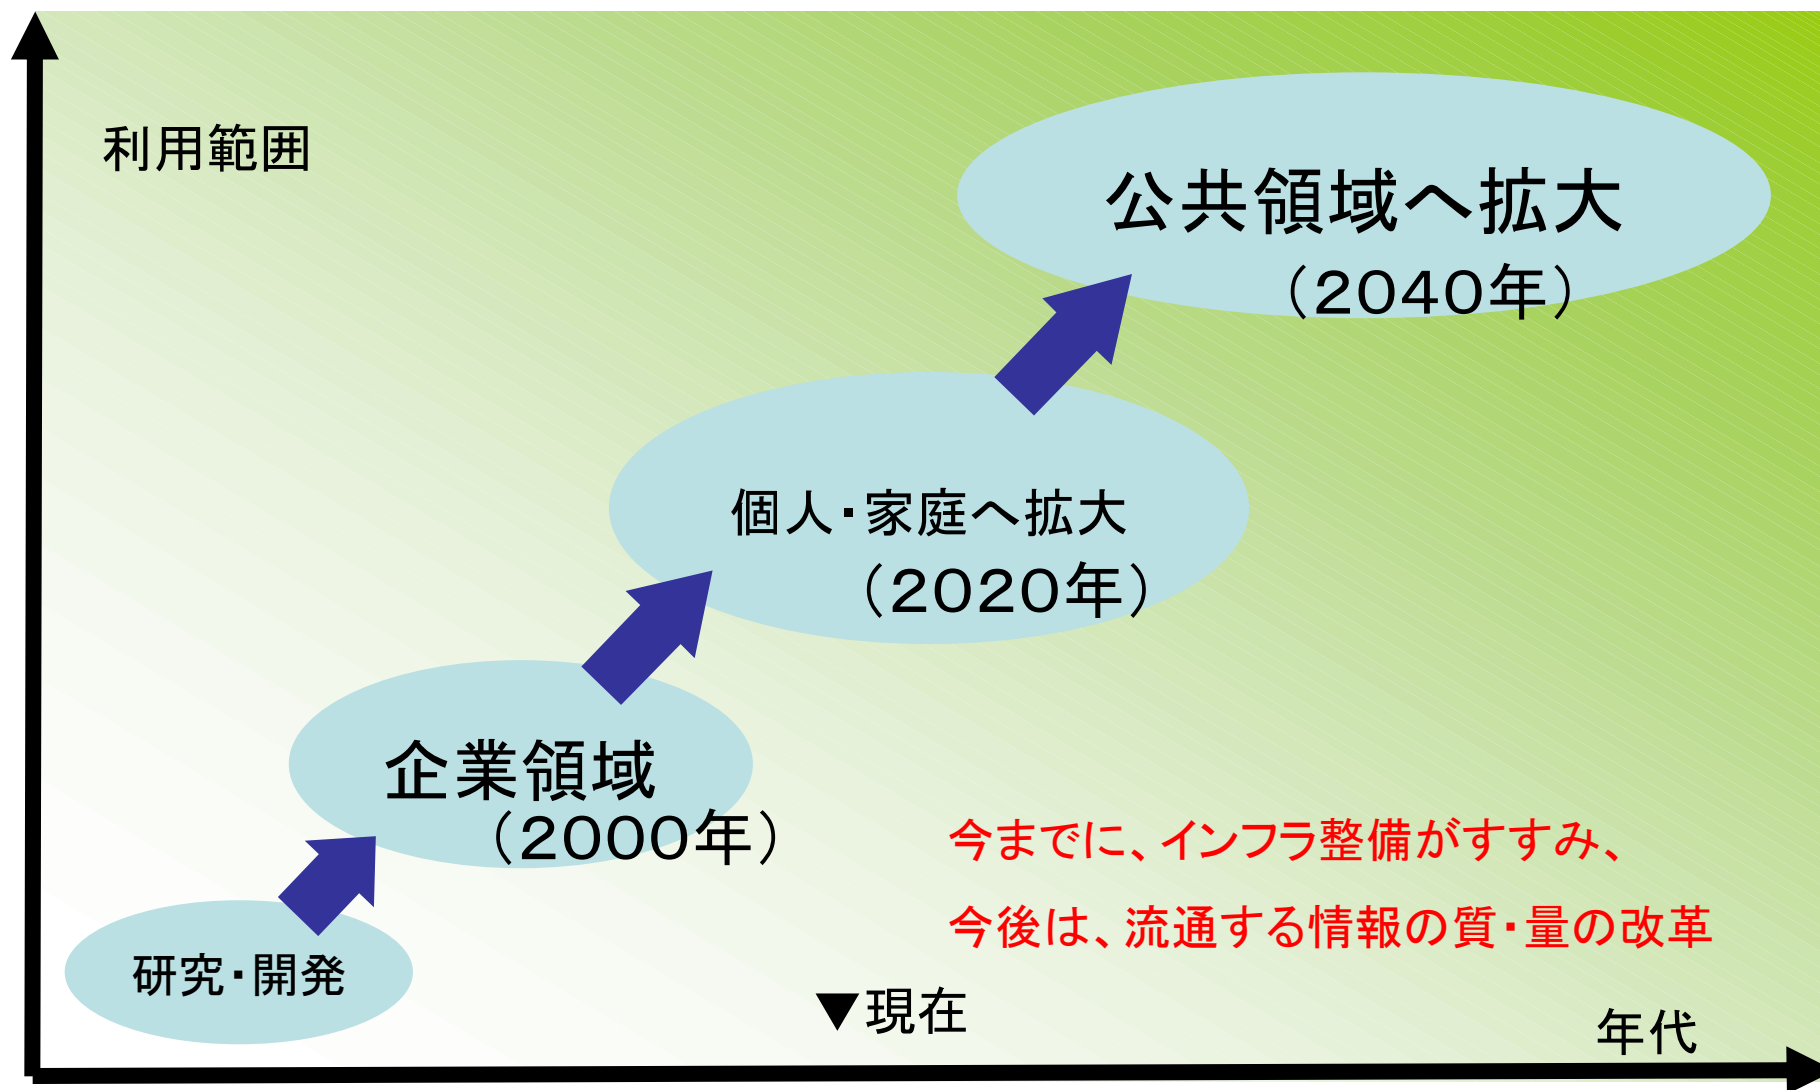 利用範囲
公共領域へ拡大
（２０４０年）
個人・家庭へ拡大
（２０２０年）
企業領域
（２０００年）
今までに、インフラ整備がすすみ、
今後は、流通する情報の質・量の改革
研究・開発
▼現在
年代